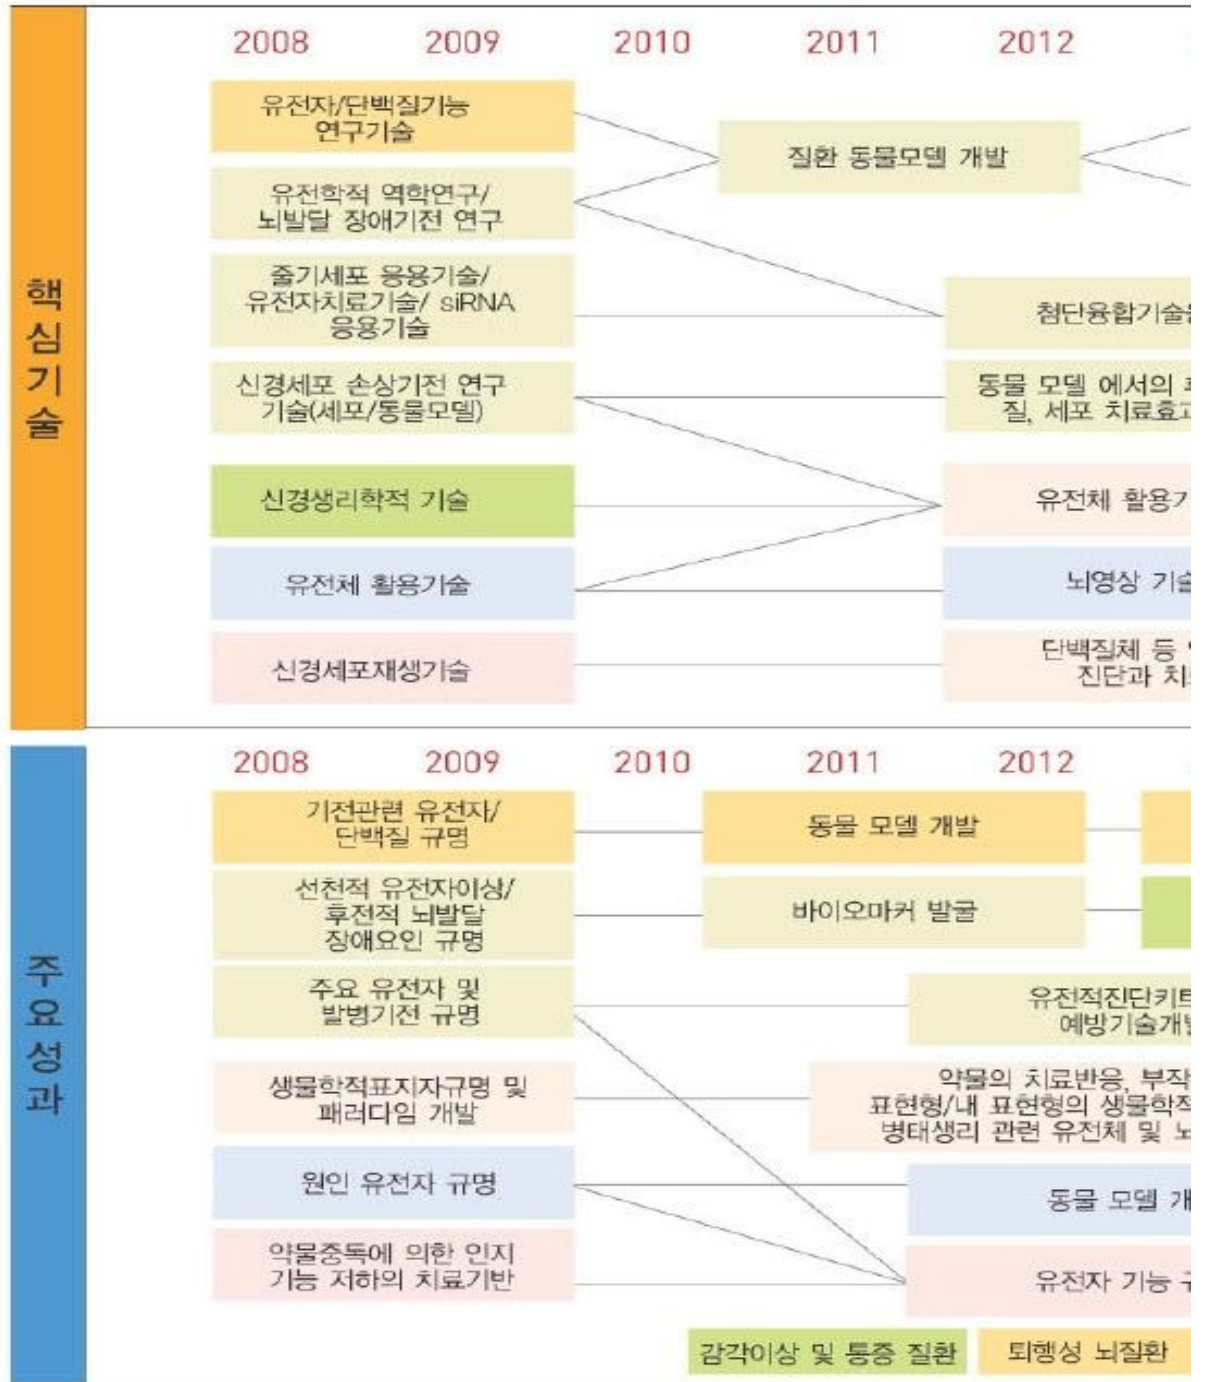 핵심기술
2008 2009 2010 2011 2012
유전자/단백질기능
연구기술
질환 동물모델 개발
유전학적 역학연구/
뇌발달 장애기전 연구
줄기세포 응용기술/
유전자치료기술/ siRNA
응용기술
첨단융합기술
신경세포 손상기전 연구
기술(세포/동물모델)
동물 모델 에서의
질, 세포 치료효과
신경생리학적 기술
유전체 활용기
유전체 활용기술
뇌영상 기술
신경세포재생기술
단백질체 등
진단과 치
주요성과
2008 2009 2010 2011 2012
기전관련 유전자/
단백질 규명
동물 모델 개발
선천적 유전자이상/
후전적 뇌발달
장애요인 규명
바이오마커 발굴
주요 유전자 및
발병기전 규명
유전적진단키트
예방기술개발
생물학적표지자규명 및
패러다임 개발
약물의 치료반응, 부작
표현형/내 표현형의 생물학적
병태생리 관련 유전체 및 뇌
원인 유전자 규명
동물 모델 개
약물중독에 의한 인지
기능 저하의 치료기반
유전자 기능
감각이상 및 통증 질환
퇴행성 뇌질환